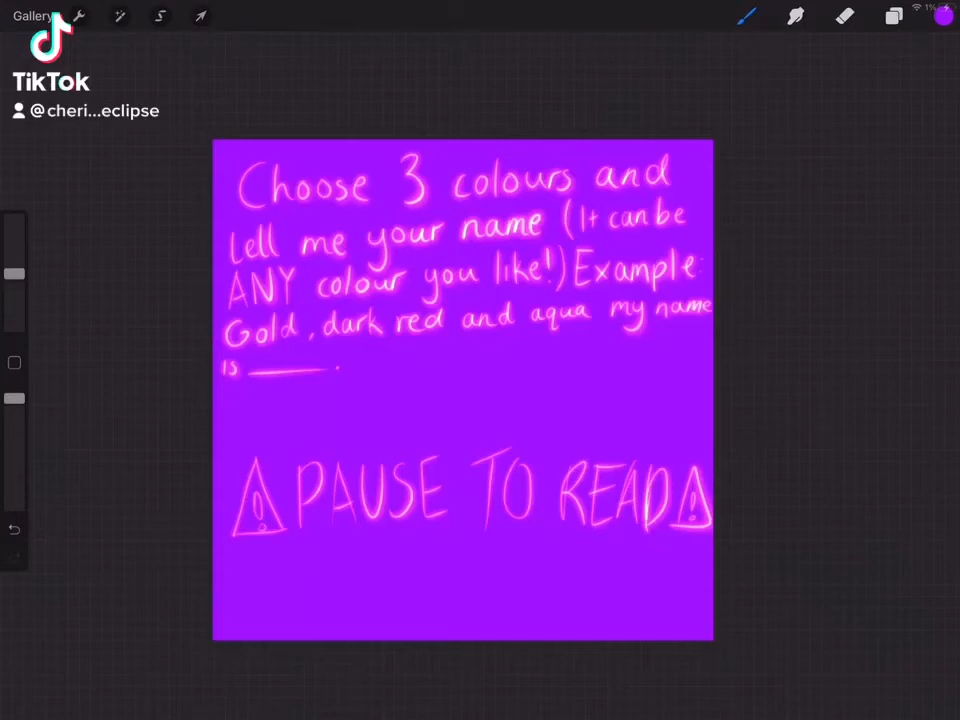 Gallery
1%
TikTok
@cheri...eclipse
Choose 3 colours and
tell me your name (It can be
ANY colour you like!) Example:
Gold, dark red and aqua my name
is ______.
⚠PAUSE TO READ⚠